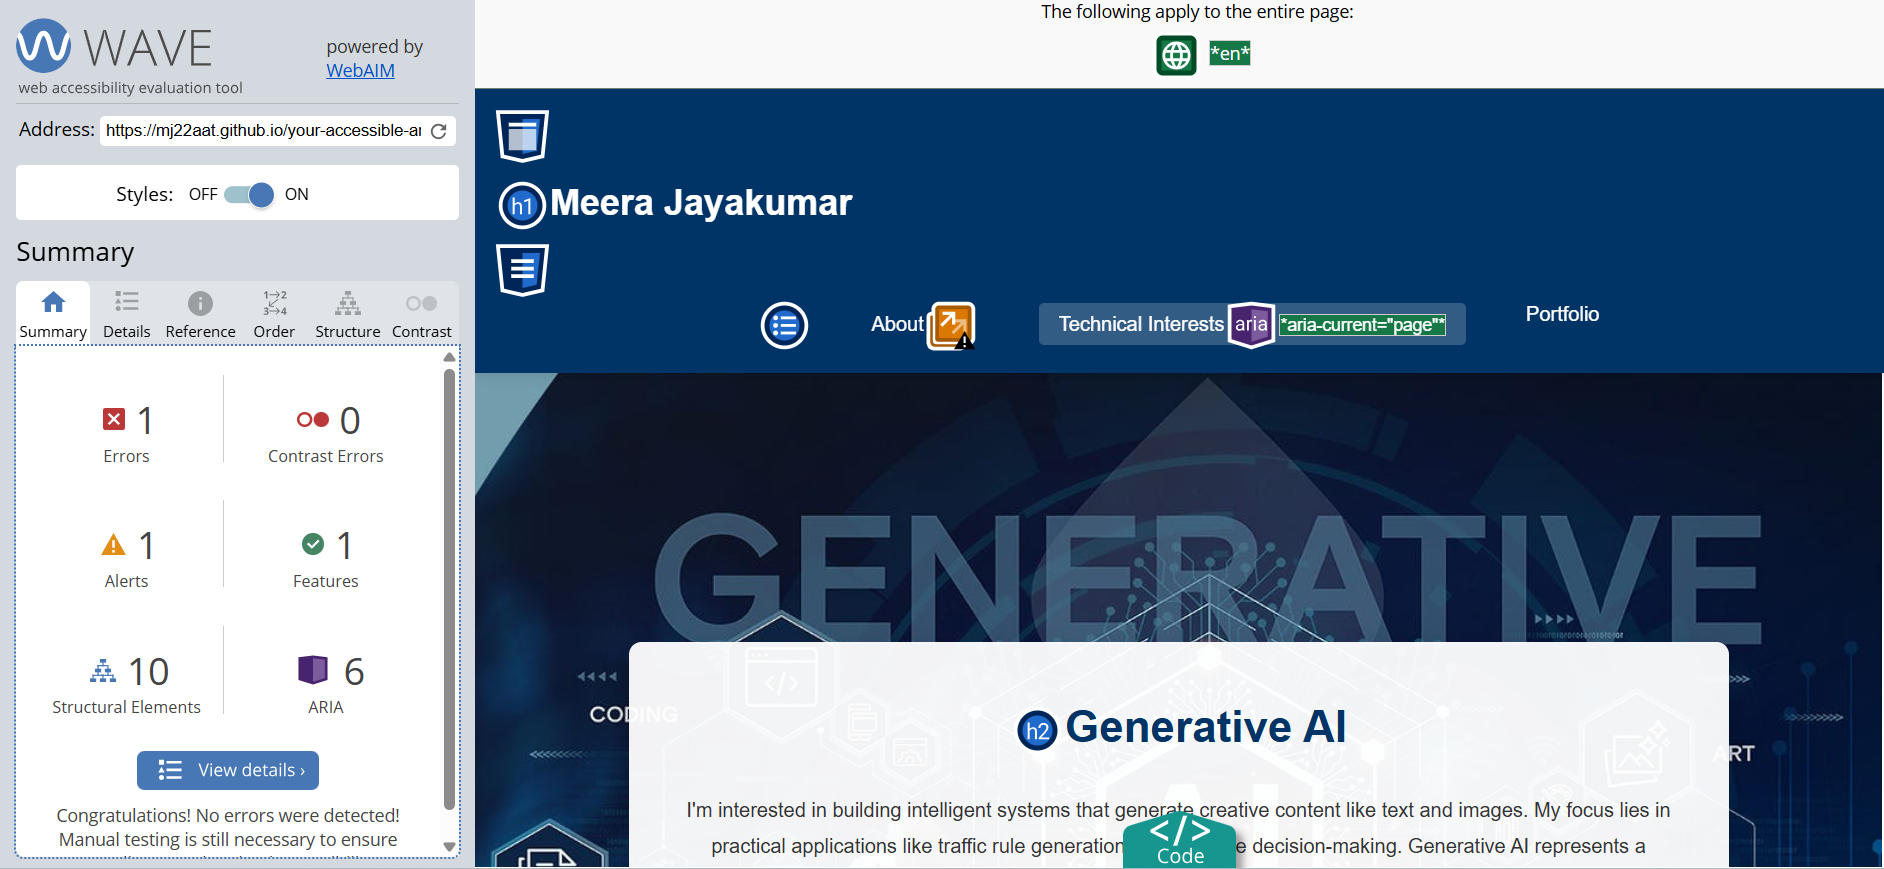 WAVE
powered by
WebAIM
web accessibility evaluation tool
Address: https://mj22aat.github.io/your-accessible-ar
Styles: OFF ON
Summary
Summary Details Reference Order Structure Contrast
1 0
Errors Contrast Errors
1 1
Alerts Features
10 6
Structural Elements ARIA
View details ›
Congratulations! No errors were detected!
Manual testing is still necessary to ensure
The following apply to the entire page:
*en*
h1 Meera Jayakumar
About Technical Interests aria *aria-current="page"* Portfolio
GENERATIVE
CODING
ART
h2 Generative AI
I'm interested in building intelligent systems that generate creative content like text and images. My focus lies in
practical applications like traffic rule generation e decision-making. Generative AI represents a
</> Code